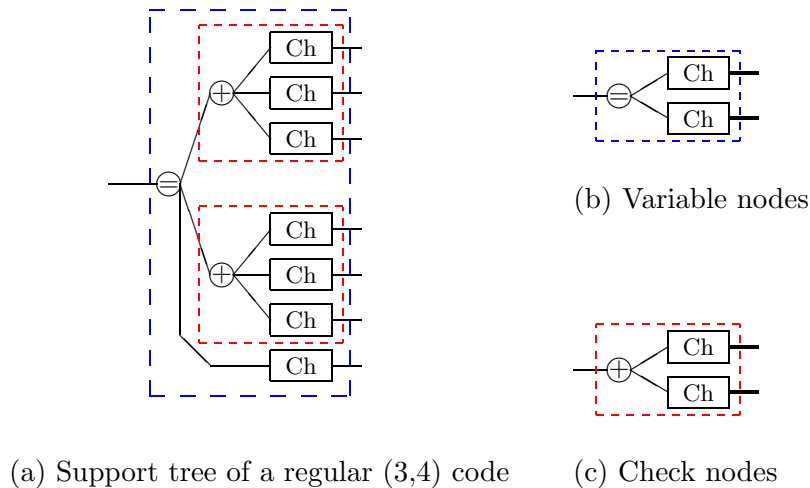 Ch
Ch
+
Ch
=
Ch
+
Ch
Ch
Ch
(a) Support tree of a regular (3,4) code
Ch
=
Ch
(b) Variable nodes
Ch
+
Ch
(c) Check nodes